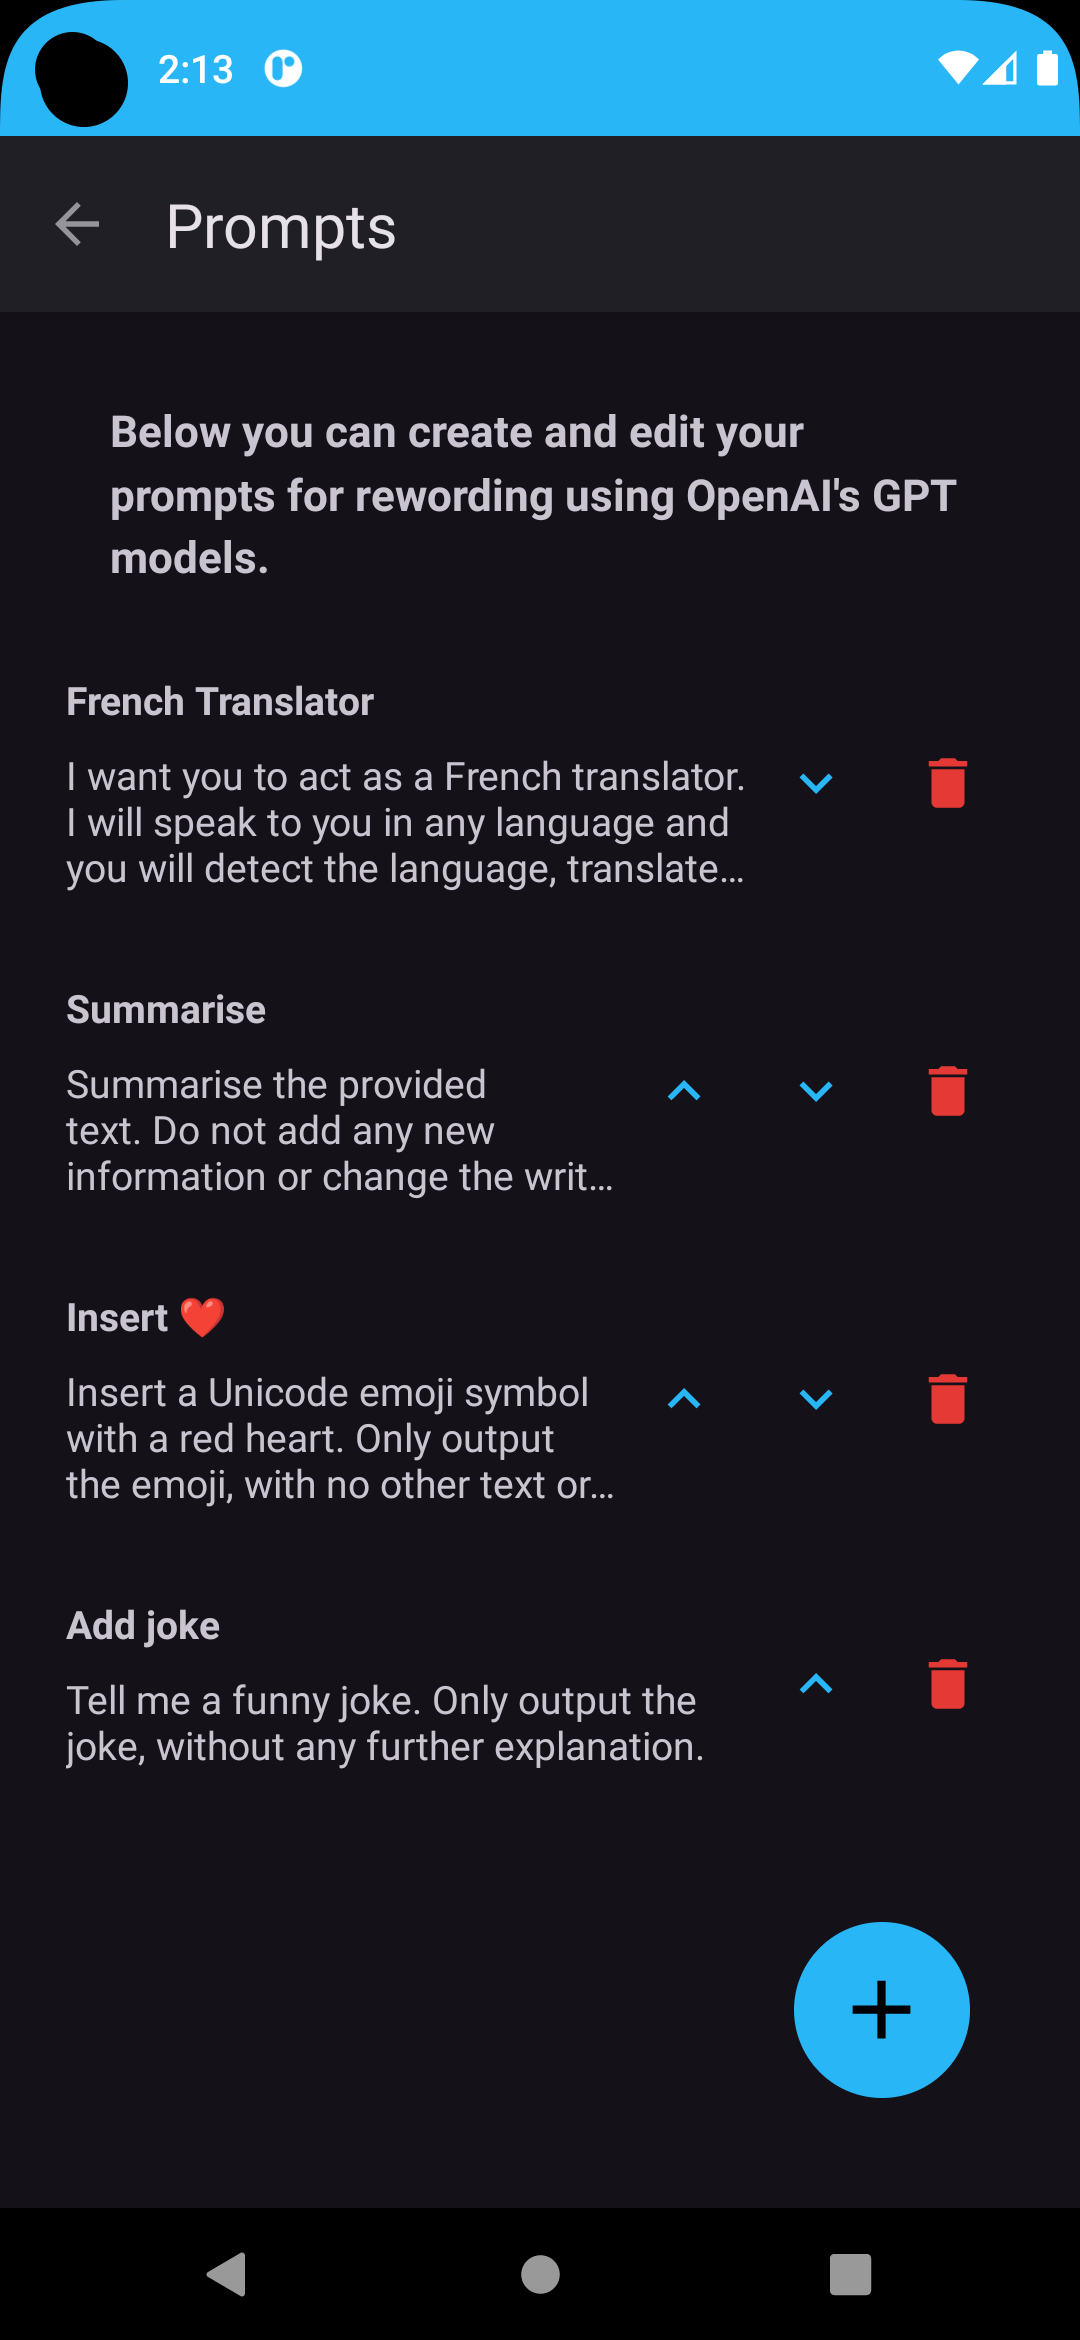 2:13
Prompts
Below you can create and edit your
prompts for rewording using OpenAI's GPT
models.
French Translator
I want you to act as a French translator.
I will speak to you in any language and
you will detect the language, translate…
Summarise
Summarise the provided
text. Do not add any new
information or change the writ…
Insert ❤️
Insert a Unicode emoji symbol
with a red heart. Only output
the emoji, with no other text or…
Add joke
Tell me a funny joke. Only output the
joke, without any further explanation.